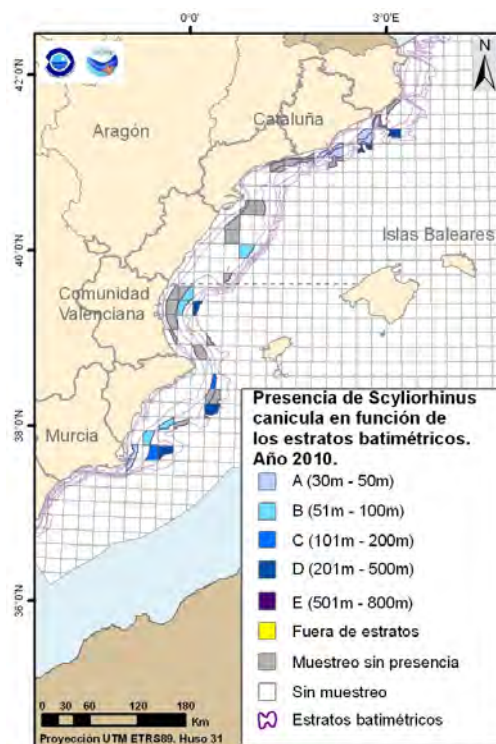 0°0'
3°0'E
42°0'N
N
Cataluña
Aragón
40°0'N
Islas Baleares
Comunidad
Valenciana
Presencia de Scyliorhinus
canicula en función de
los estratos batimétricos.
Año 2010.
38°0'N
Murcia
A (30m - 50m)
B (51m - 100m)
C (101m - 200m)
D (201m - 500m)
E (501m - 800m)
36°0'N
Fuera de estratos
Muestreo sin presencia
Sin muestreo
Estratos batimétricos
0 30 60 120 180
Km
Proyección UTM ETRS89. Huso 31